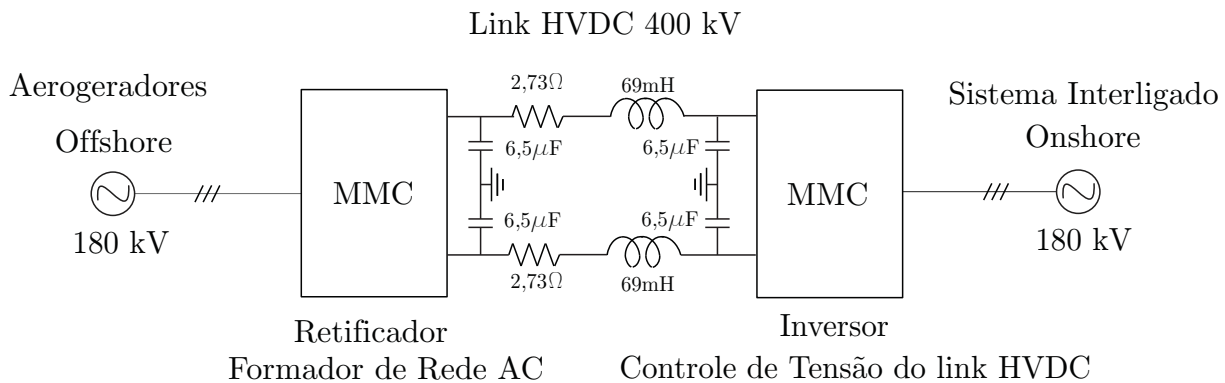 Link HVDC 400 kV
Aerogeradores
Offshore
180 kV
MMC
2,73Ω
69mH
6,5μF
6,5μF
6,5μF
6,5μF
2,73Ω
69mH
MMC
Sistema Interligado
Onshore
180 kV
Retificador
Formador de Rede AC
Inversor
Controle de Tensão do link HVDC